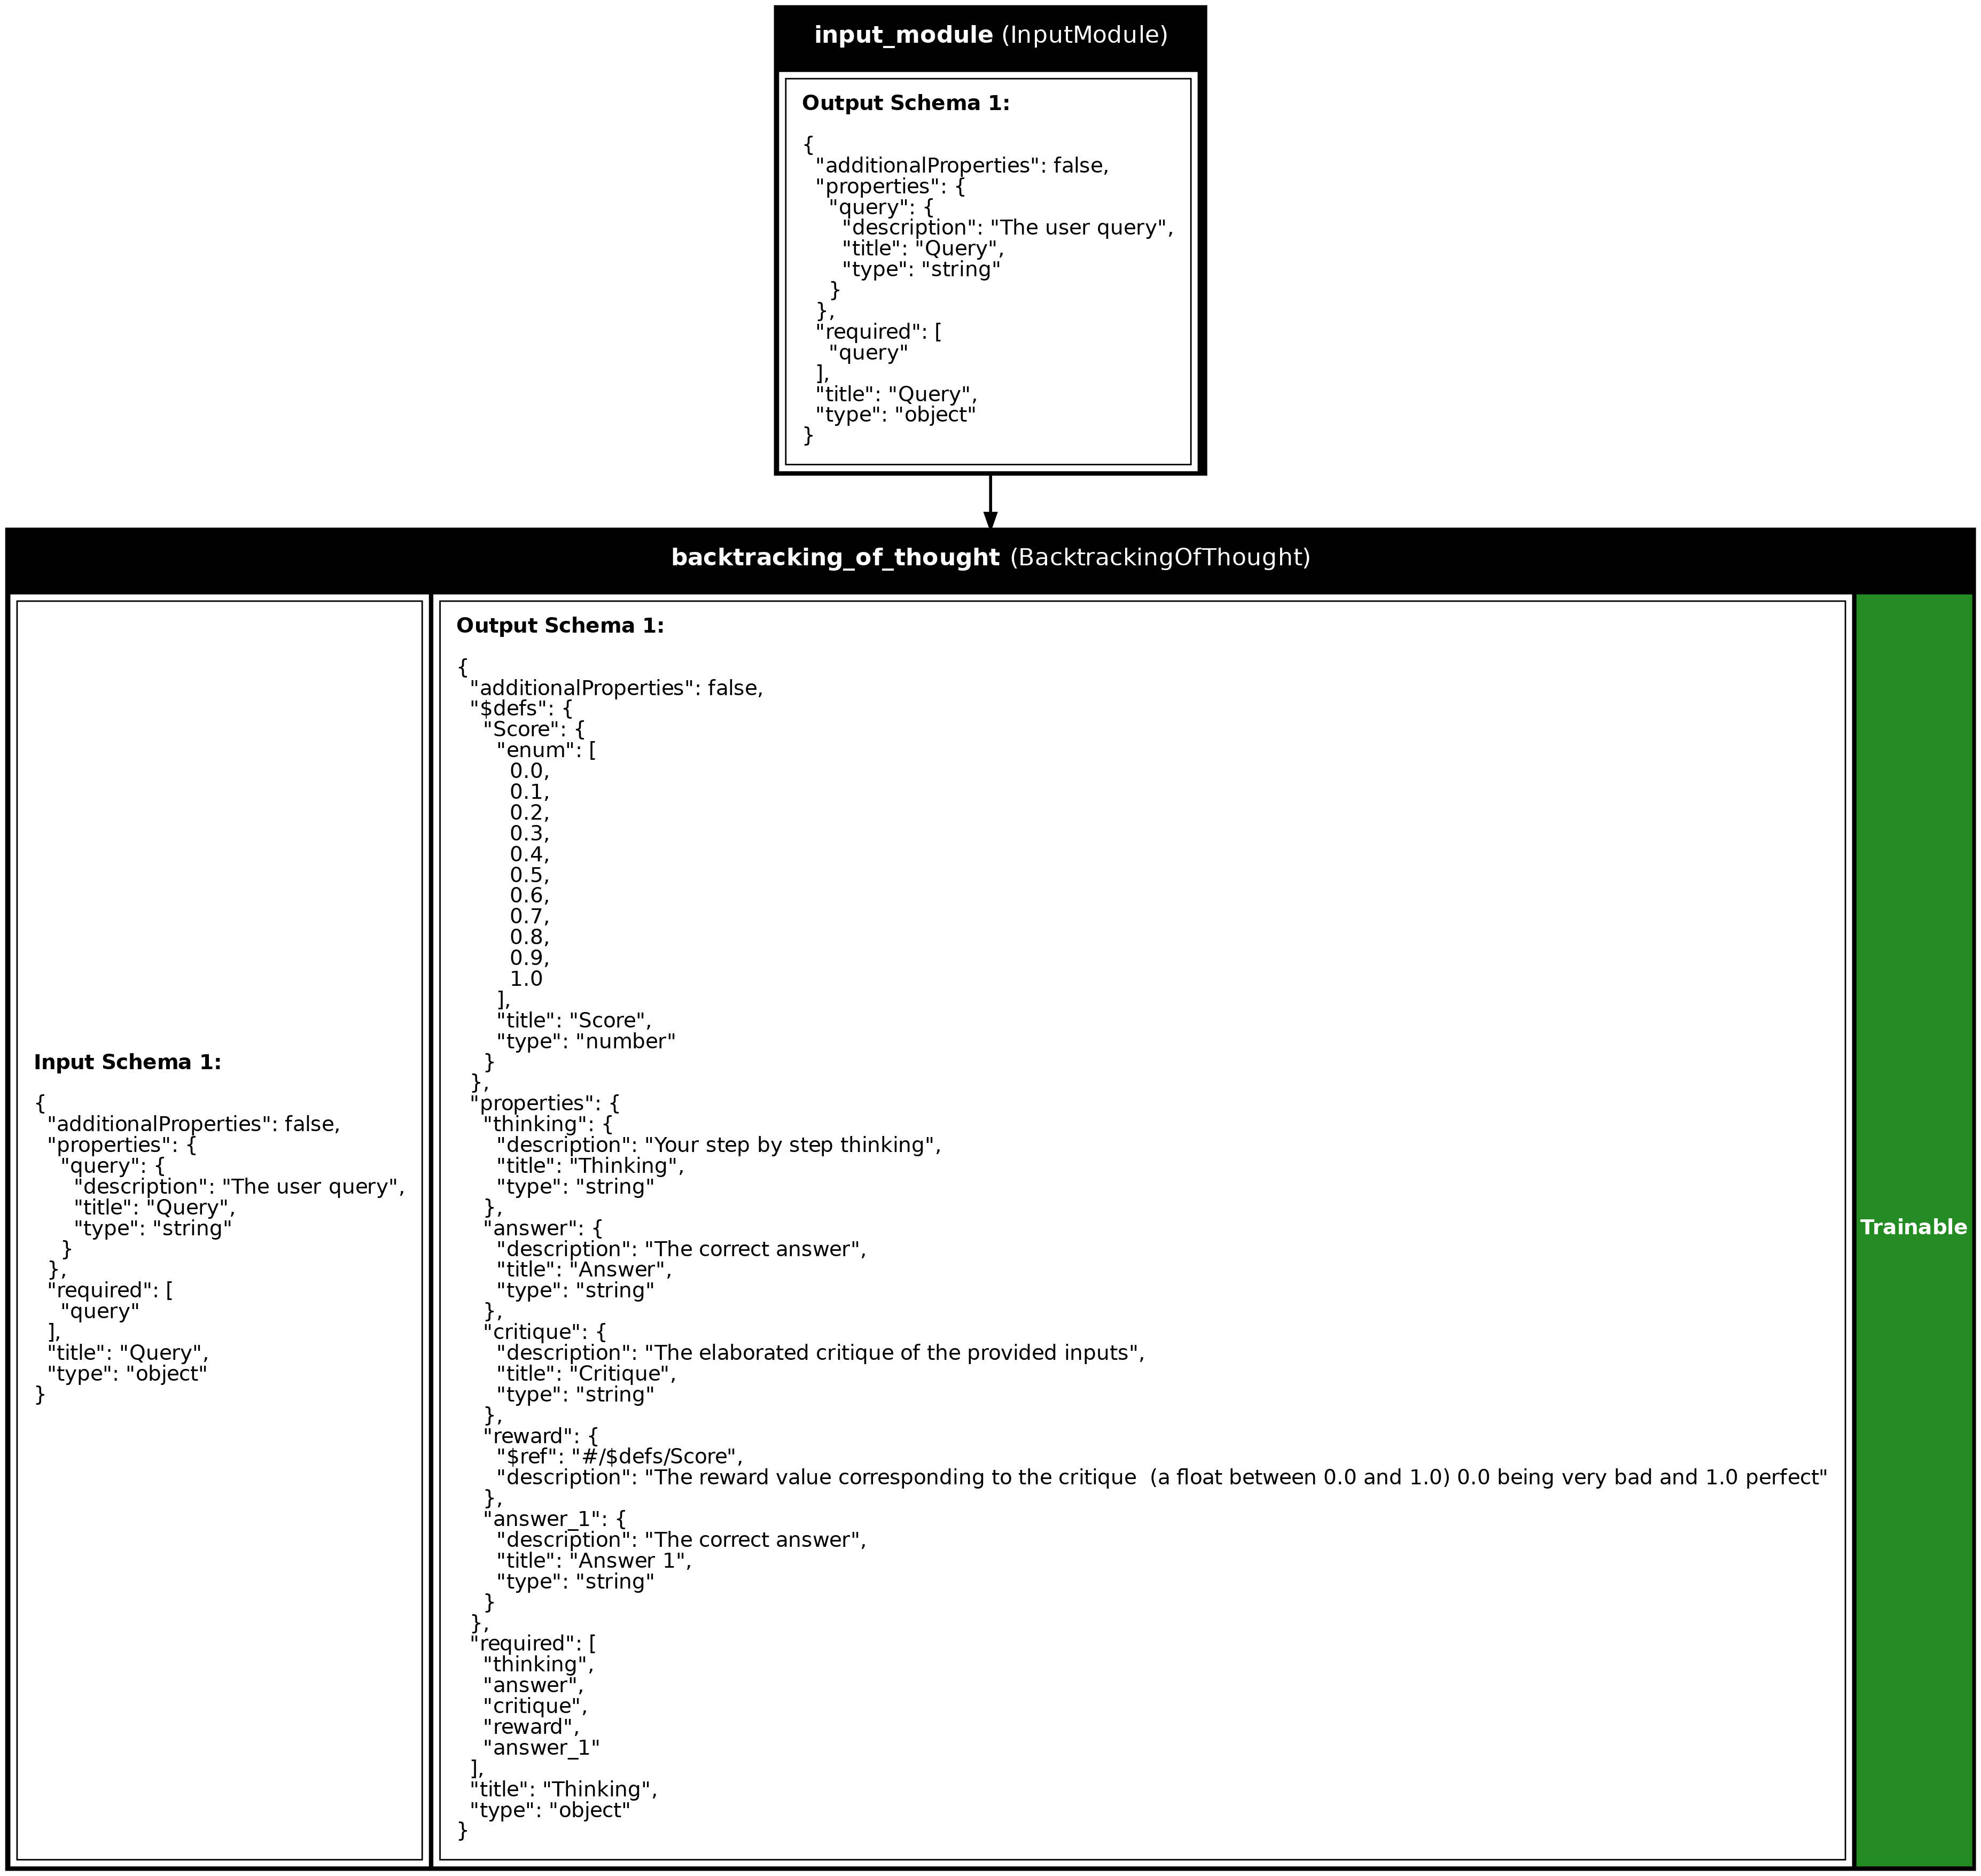 input_module (InputModule)
Output Schema 1:
{
  "additionalProperties": false,
  "properties": {
    "query": {
      "description": "The user query",
      "title": "Query",
      "type": "string"
    }
  },
  "required": [
    "query"
  ],
  "title": "Query",
  "type": "object"
}
backtracking_of_thought (BacktrackingOfThought)
Input Schema 1:
{
  "additionalProperties": false,
  "properties": {
    "query": {
      "description": "The user query",
      "title": "Query",
      "type": "string"
    }
  },
  "required": [
    "query"
  ],
  "title": "Query",
  "type": "object"
}
Output Schema 1:
{
  "additionalProperties": false,
  "$defs": {
    "Score": {
      "enum": [
        0.0,
        0.1,
        0.2,
        0.3,
        0.4,
        0.5,
        0.6,
        0.7,
        0.8,
        0.9,
        1.0
      ],
      "title": "Score",
      "type": "number"
    }
  },
  "properties": {
    "thinking": {
      "description": "Your step by step thinking",
      "title": "Thinking",
      "type": "string"
    },
    "answer": {
      "description": "The correct answer",
      "title": "Answer",
      "type": "string"
    },
    "critique": {
      "description": "The elaborated critique of the provided inputs",
      "title": "Critique",
      "type": "string"
    },
    "reward": {
      "$ref": "#/$defs/Score",
      "description": "The reward value corresponding to the critique  (a float between 0.0 and 1.0) 0.0 being very bad and 1.0 perfect"
    },
    "answer_1": {
      "description": "The correct answer",
      "title": "Answer 1",
      "type": "string"
    }
  },
  "required": [
    "thinking",
    "answer",
    "critique",
    "reward",
    "answer_1"
  ],
  "title": "Thinking",
  "type": "object"
}
Trainable